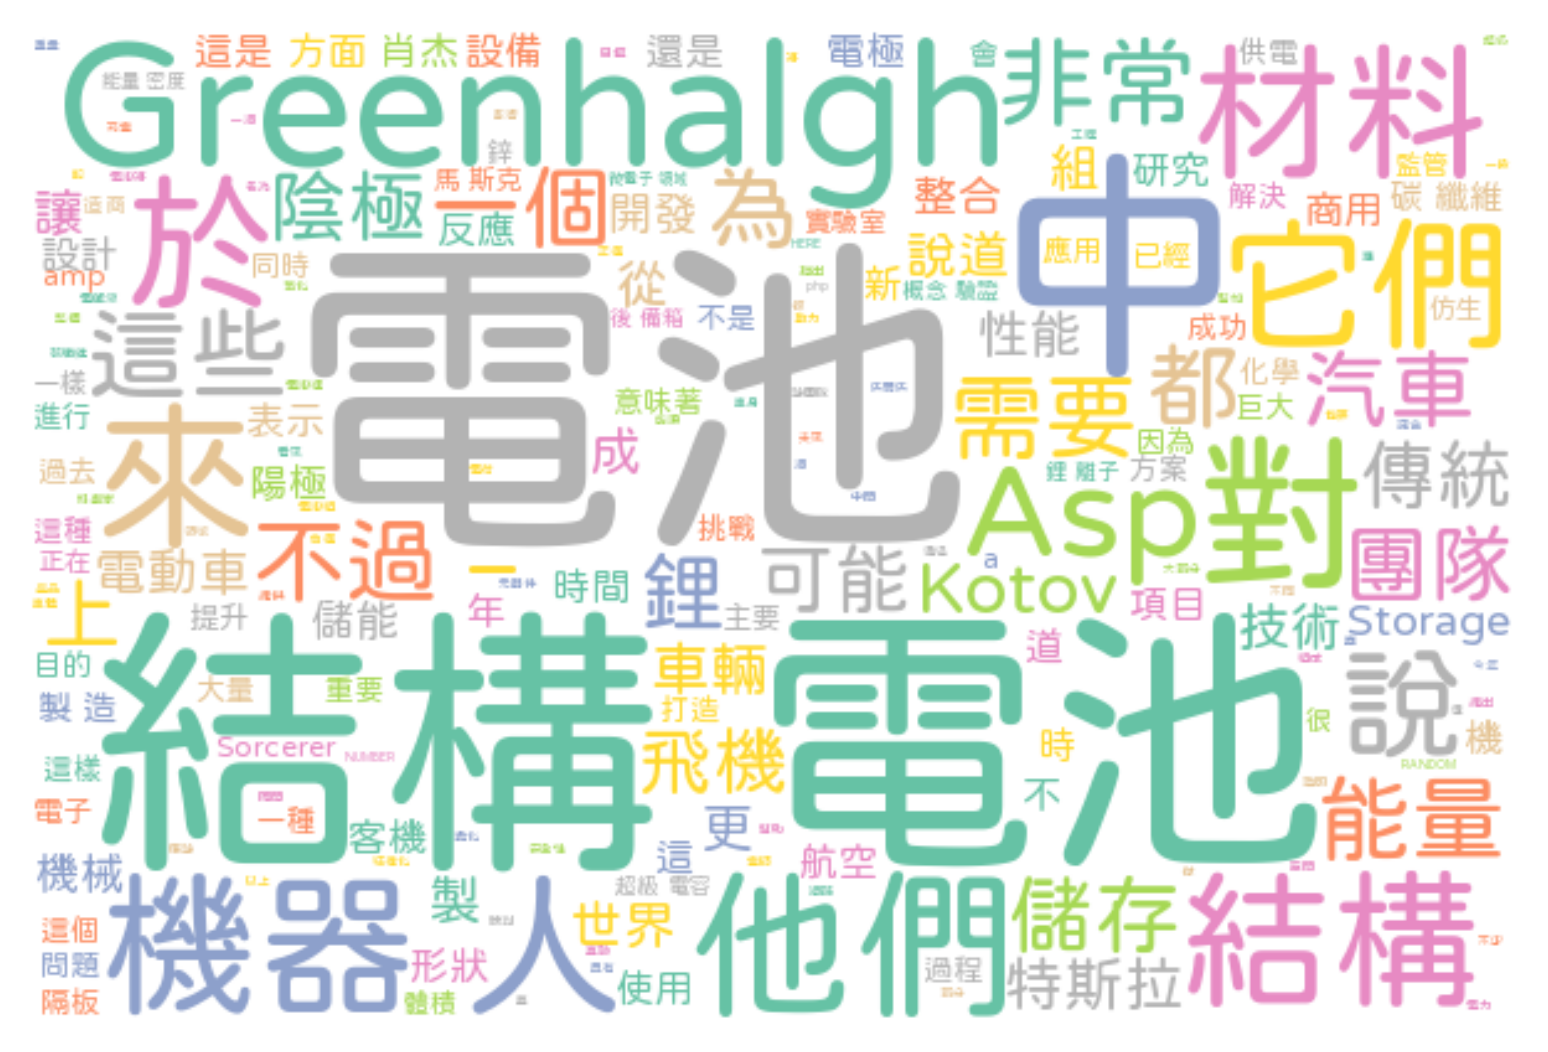 Greenhalgh
這是 方面 肖杰 設備
還是
電極
會
非常
供電
材料
能量 密度
鋅
組
研究
監管
讓
造商
於
陰極
馬 斯克
一個
反應
開發
為
整合
實驗室
中
解決
商用
碳 纖維
設計
amp
同時
電池
從
說道
新
概念 驗證
應用
已經
它們
仿生
後 備箱
不是
php
HERE
性能
成功
這些
一樣
進行
來
表示
意味著
成
需要
都
化學
巨大
汽車
過去
陽極
因為
鋰 離子
方案
傳統
Asp
對
這種
正在
電動車
不過
挑戰
一
時間
鋰
可能
a
Kotov
項目
團隊
上
提升
儲能
年
主要
道
技術
Storage
目的
結構電池
大量
重要
車輛
打造
製 造
說
很
機
Sorcerer
NUMBER
飛機
時
這樣
RANDOM
電子
一種
客機
不
能量
更
這
航空
機械
機器人
製
超級 電容
世界
他們
儲存
結構
這個
問題
形狀
使用
過程
特斯拉
隔板
體積